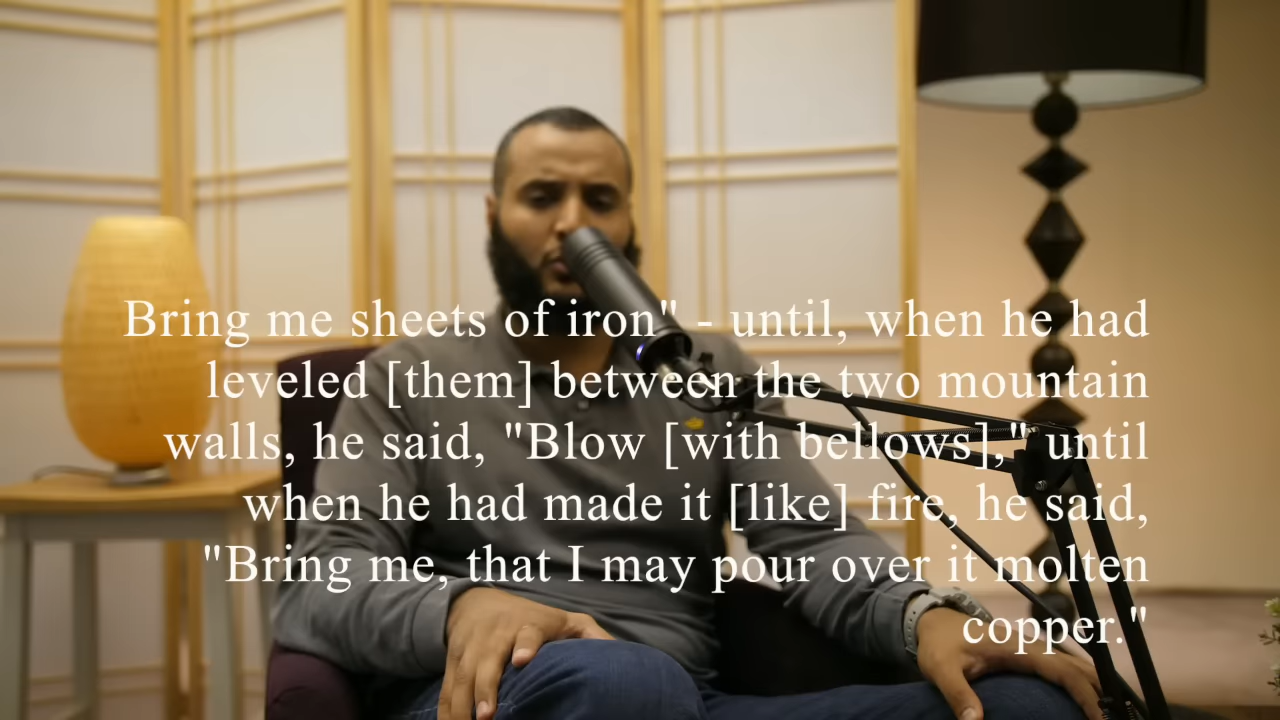 Bring me sheets of iron" - until, when he had
leveled [them] between the two mountain
walls, he said, "Blow [with bellows]," until
when he had made it [like] fire, he said,
"Bring me, that I may pour over it molten
copper."